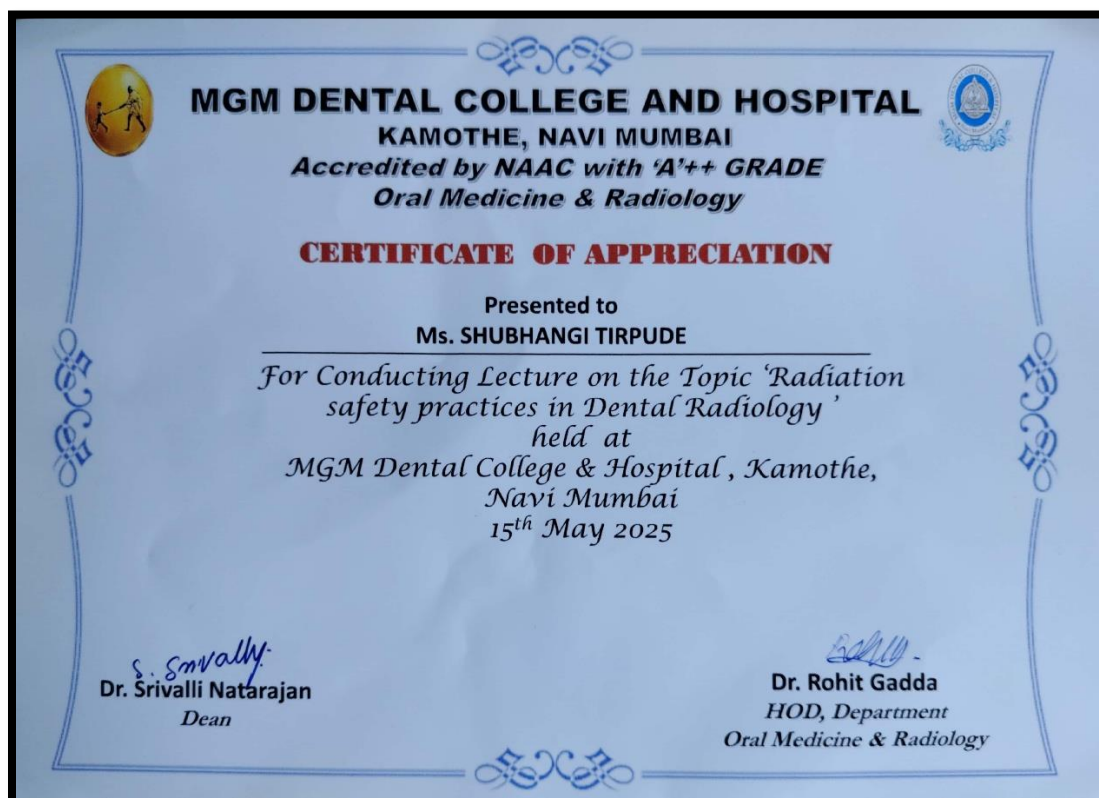 MGM DENTAL COLLEGE AND HOSPITAL
KAMOTHE, NAVI MUMBAI
Accredited by NAAC with ‘A’++ GRADE
Oral Medicine & Radiology
CERTIFICATE OF APPRECIATION
Presented to
Ms. SHUBHANGI TIRPUDE
For Conducting Lecture on the Topic ‘Radiation
safety practices in Dental Radiology ’
held at
MGM Dental College & Hospital , Kamothe,
Navi Mumbai
15th May 2025
S. Srivally.
Dr. Srivalli Natarajan
Dean
Dr. Rohit Gadda
HOD, Department
Oral Medicine & Radiology